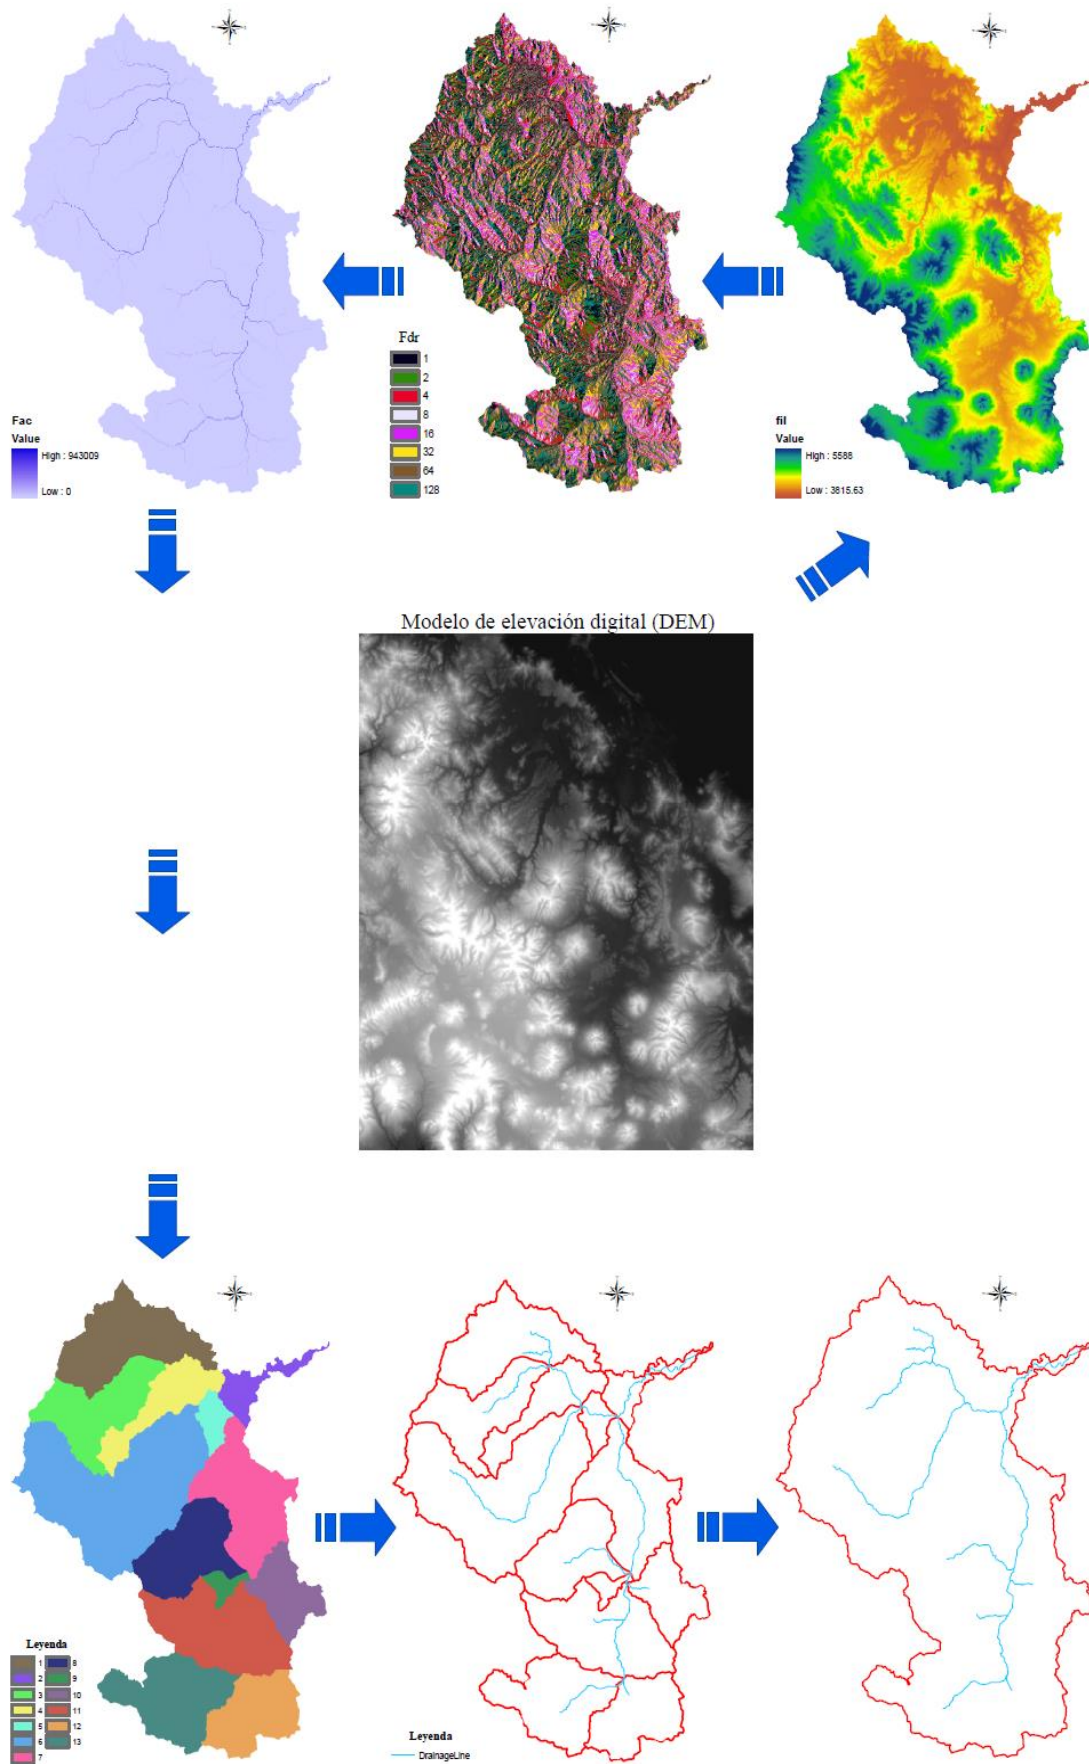 Fac
Value
High : 943009
Low : 0
Fdr
1
2
4
8
16
32
64
128
fil
Value
High : 5588
Low : 3815.63
Modelo de elevación digital (DEM)
Leyenda
1 8
2 9
3 10
4 11
5 12
6 13
7
Leyenda
DrainageLine